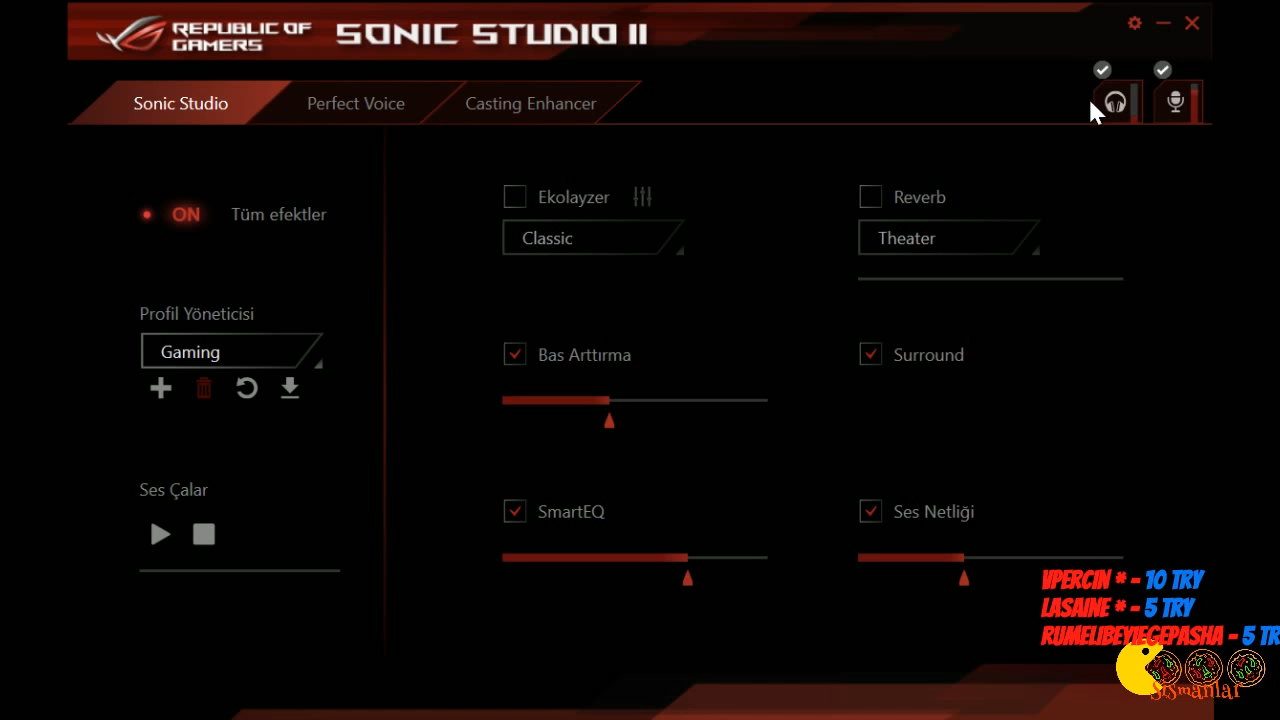 REPUBLIC OF GAMERS
SONIC STUDIO II
Sonic Studio
Perfect Voice
Casting Enhancer
ON
Tüm efektler
Ekolayzer
Classic
Reverb
Theater
Profil Yöneticisi
Gaming
Bas Arttırma
Surround
Ses Çalar
SmartEQ
Ses Netliği
VPERCIN * - 10 TRY
LASAINE * - 5 TRY
RUMELIBEYIEGEPASHA - 5 TR
Sismanlar